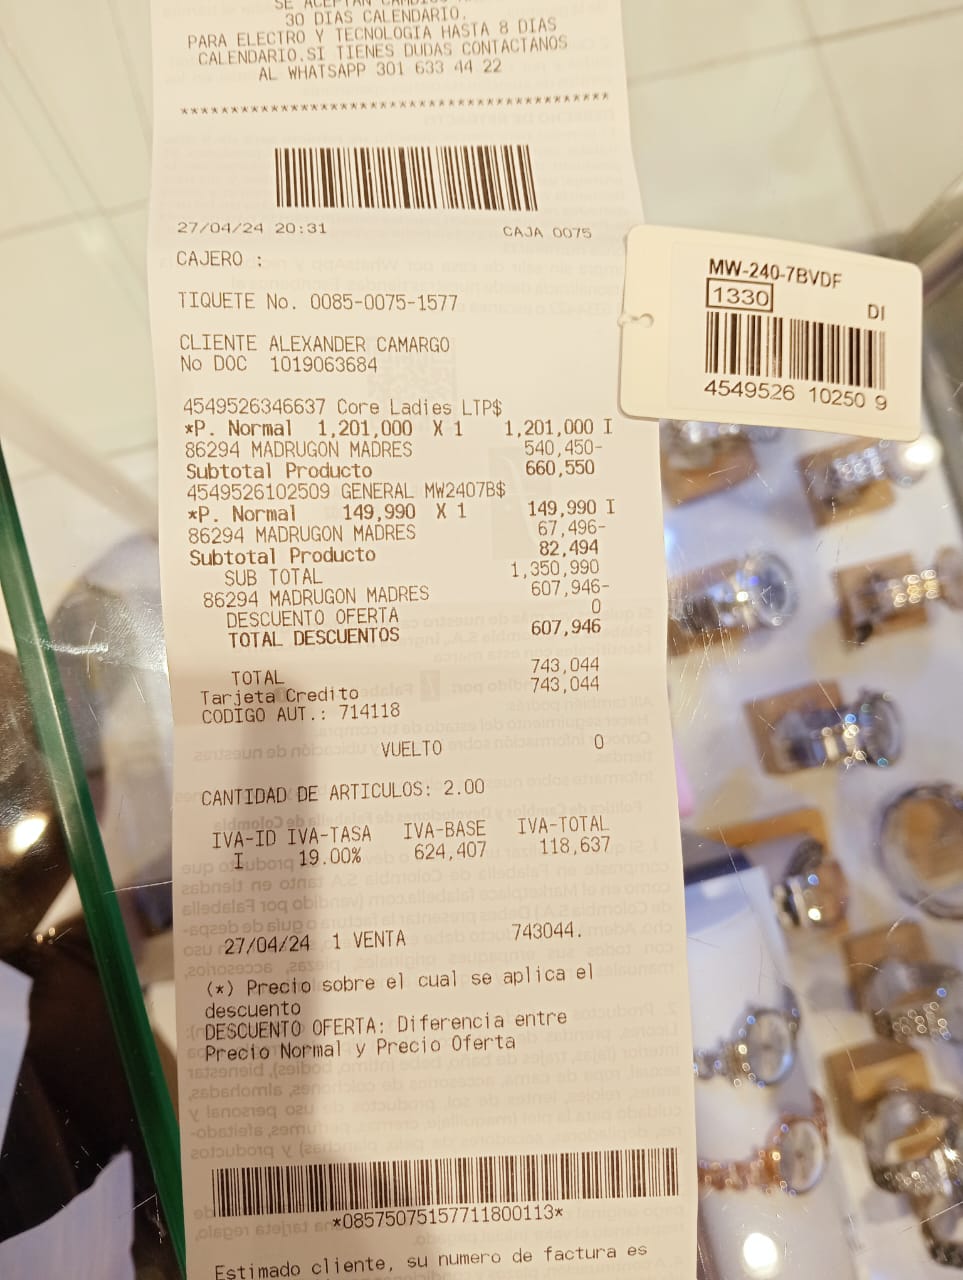 SE ACEPTAN CAMBIOS
30 DIAS CALENDARIO.
PARA ELECTRO Y TECNOLOGIA HASTA 8 DIAS
CALENDARIO.SI TIENES DUDAS CONTACTANOS
AL WHATSAPP 301 633 44 22
****************************************
27/04/24 20:31 CAJA 0075
CAJERO :
TIQUETE No. 0085-0075-1577
CLIENTE ALEXANDER CAMARGO
No DOC 1019063684
4549526346637 Core Ladies LTP$
*P. Normal 1,201,000 X 1 1,201,000 I
86294 MADRUGON MADRES 540,450-
Subtotal Producto 660,550
4549526102509 GENERAL MW2407B$
*P. Normal 149,990 X 1 149,990 I
86294 MADRUGON MADRES 67,496-
Subtotal Producto 82,494
SUB TOTAL 1,350,990
86294 MADRUGON MADRES 607,946-
DESCUENTO OFERTA 0
TOTAL DESCUENTOS 607,946
TOTAL 743,044
Tarjeta Credito 743,044
CODIGO AUT.: 714118
VUELTO 0
CANTIDAD DE ARTICULOS: 2.00
IVA-ID IVA-TASA IVA-BASE IVA-TOTAL
I 19.00% 624,407 118,637
27/04/24 1 VENTA 743044.
(*) Precio sobre el cual se aplica el
descuento
DESCUENTO OFERTA: Diferencia entre
Precio Normal y Precio Oferta
*08575075157711800113*
Estimado cliente, su numero de factura es
MW-240-7BVDF
1330
DI
4549526 10250 9